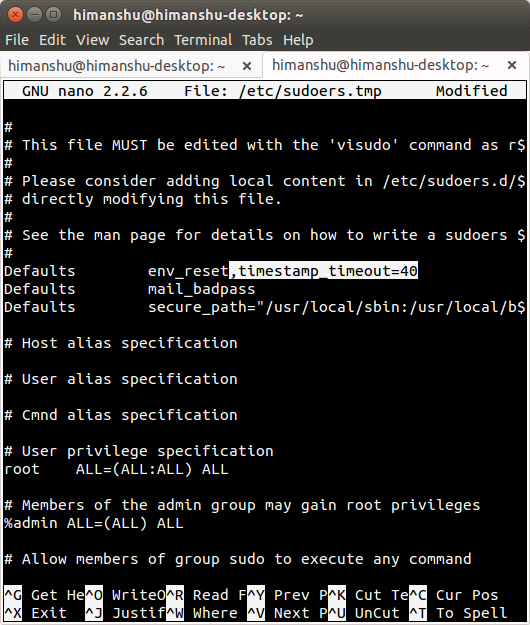 himanshu@himanshu-desktop: ~
File Edit View Search Terminal Tabs Help
himanshu@himanshu-desktop: ~ × himanshu@himanshu-desktop: ~ ×
GNU nano 2.2.6 File: /etc/sudoers.tmp Modified
#
# This file MUST be edited with the 'visudo' command as r$
#
# Please consider adding local content in /etc/sudoers.d/$
# directly modifying this file.
#
# See the man page for details on how to write a sudoers $
#
Defaults env_reset,timestamp_timeout=40
Defaults mail_badpass
Defaults secure_path="/usr/local/sbin:/usr/local/b$
# Host alias specification
# User alias specification
# Cmnd alias specification
# User privilege specification
root ALL=(ALL:ALL) ALL
# Members of the admin group may gain root privileges
%admin ALL=(ALL) ALL
# Allow members of group sudo to execute any command
^G Get He^O WriteO^R Read F^Y Prev P^K Cut Te^C Cur Pos
^X Exit ^J Justif^W Where ^V Next P^U UnCut ^T To Spell